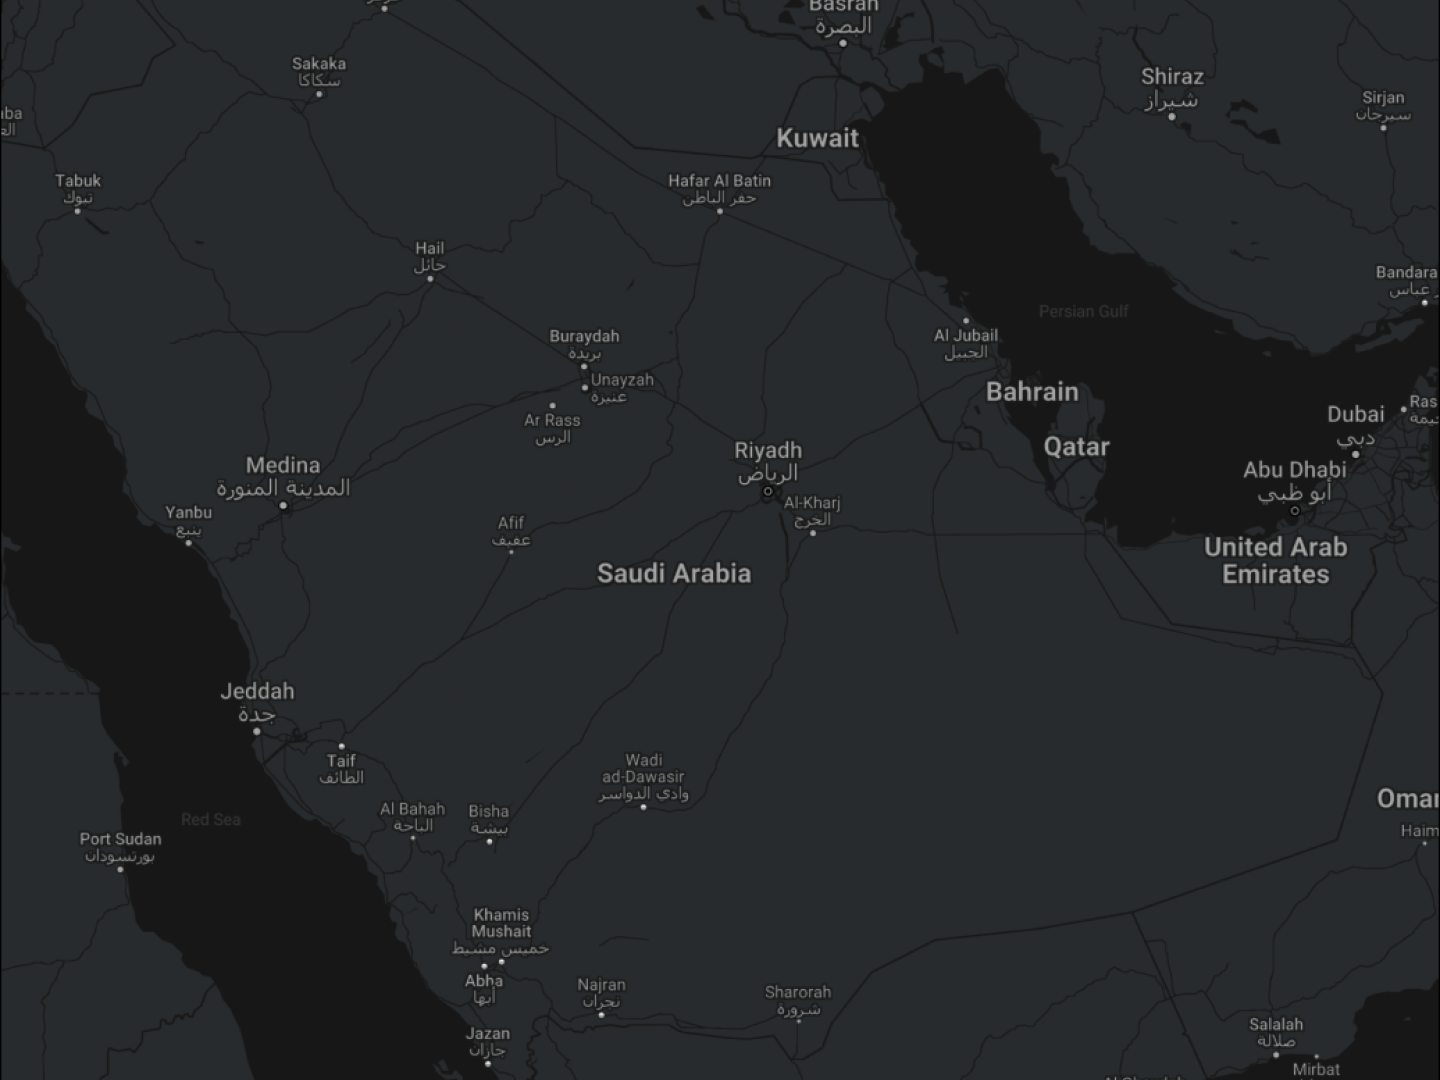 Basrah
البصرة
Sakaka
سكاكا
Shiraz
شيراز
Sirjan
سيرجان
Kuwait
Tabuk
تبوك
Hafar Al Batin
حفر الباطن
Hail
حائل
Bandara
عباس
Persian Gulf
Al Jubail
الجبيل
Buraydah
بريدة
Unayzah
عنيزة
Ar Rass
الرس
Bahrain
Ras
Dubai
دبي
Qatar
Riyadh
الرياض
Medina
المدينة المنورة
Abu Dhabi
أبو ظبي
Al-Kharj
الخرج
Yanbu
ينبع
Afif
عفيف
United Arab
Emirates
Saudi Arabia
Jeddah
جدة
Taif
الطائف
Wadi
ad-Dawasir
وادي الدواسر
Oman
Haim
Al Bahah
الباحة
Bisha
بيشة
Red Sea
Port Sudan
بورتسودان
Khamis
Mushait
خميس مشيط
Abha
أبها
Najran
نجران
Sharorah
شرورة
Jazan
جازان
Salalah
صلالة
Mirbat